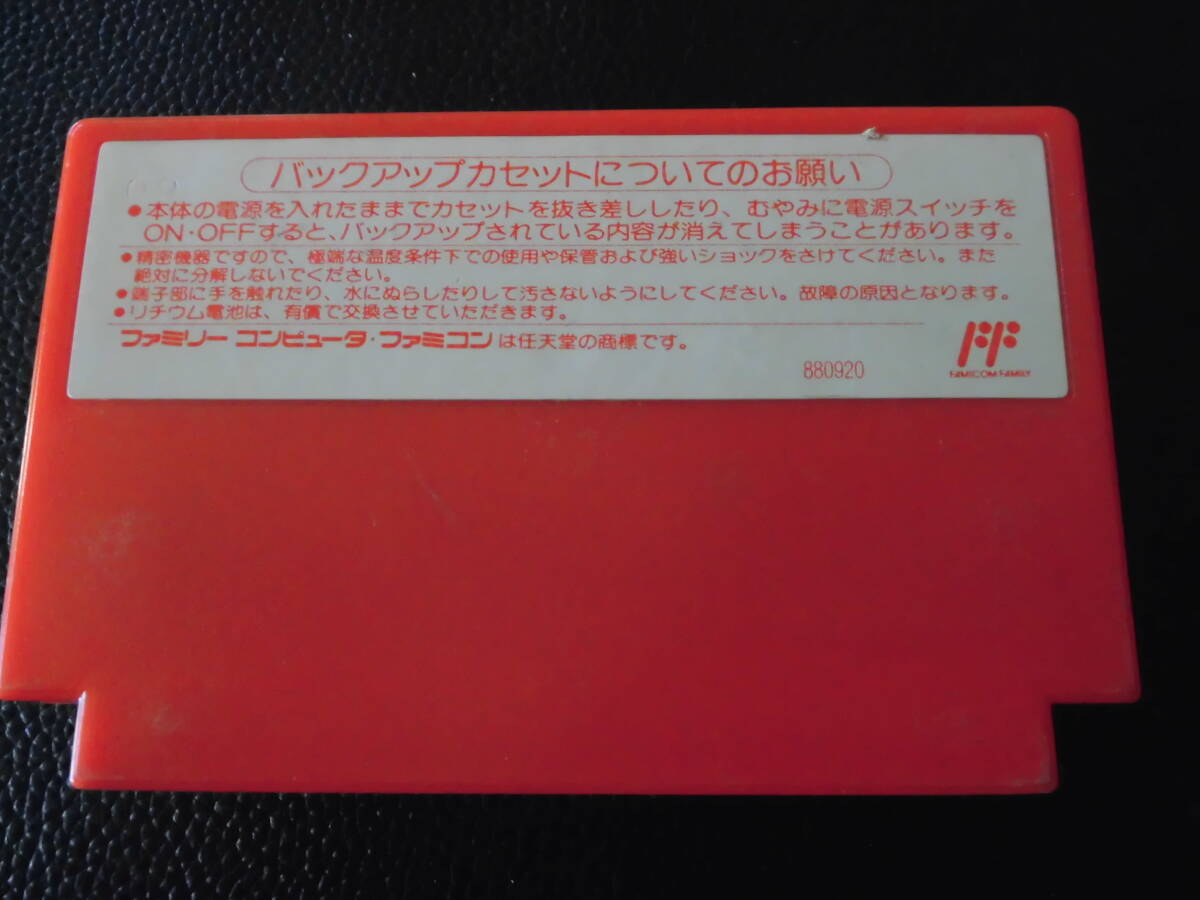 バックアップカセットについてのお願い
●本体の電源を入れたままでカセットを抜き差ししたり、むやみに電源スイッチを
ON・OFFすると、バックアップされている内容が消えてしまうことがあります。
●精密機器ですので、極端な温度条件下での使用や保管および強いショックをさけてください。また
絶対に分解しないでください。
●端子部に手を触れたり、水にぬらしたりして汚さないようにしてください。故障の原因となります。
●リチウム電池は、有償で交換させていただきます。
ファミリー コンピュータ・ファミコンは任天堂の商標です。
880920
FAMICOM FAMILY